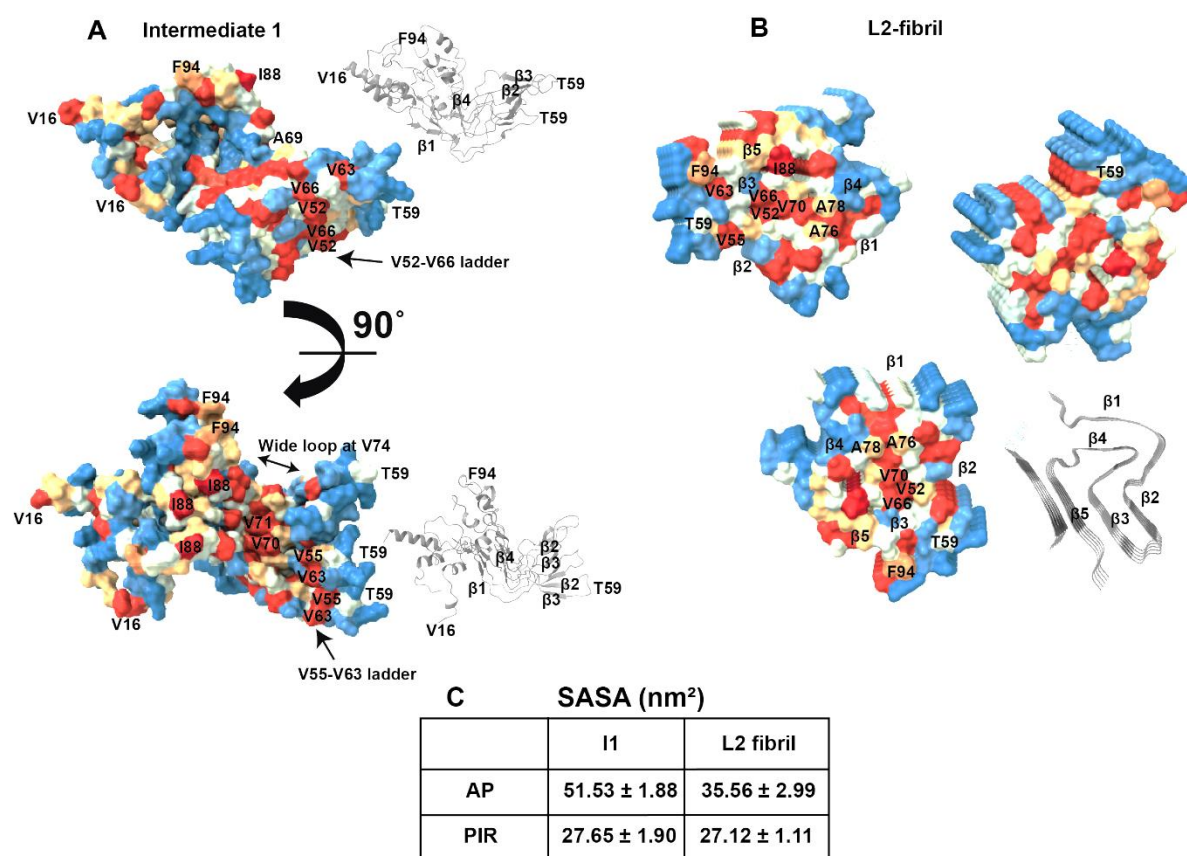 A
Intermediate 1
F94
I88
V16
A69
V63
V66
V52
V66
V52
T59
V16
V52-V66 ladder
F94
V16
β3
β2
T59
β4
T59
β1
90°
F94
F94
Wide loop at V74
T59
I88
I88
V71
V70
V55
T59
I88
V63
V55
T59
V63
V16
V16
V55-V63 ladder
F94
β4
β2
β3
β1
β2
T59
β3
V16
B
L2-fibril
β5
F94
I88
V63
β3
β4
V66
V70
A78
V52
T59
A76
V55
β1
β2
T59
β1
β4
A78
A76
β2
V70
V52
V66
β3
β5
T59
F94
β1
β4
β2
β5
β3
C
SASA (nm²)
I1
L2 fibril
AP
51.53 ± 1.88
35.56 ± 2.99
PIR
27.65 ± 1.90
27.12 ± 1.11